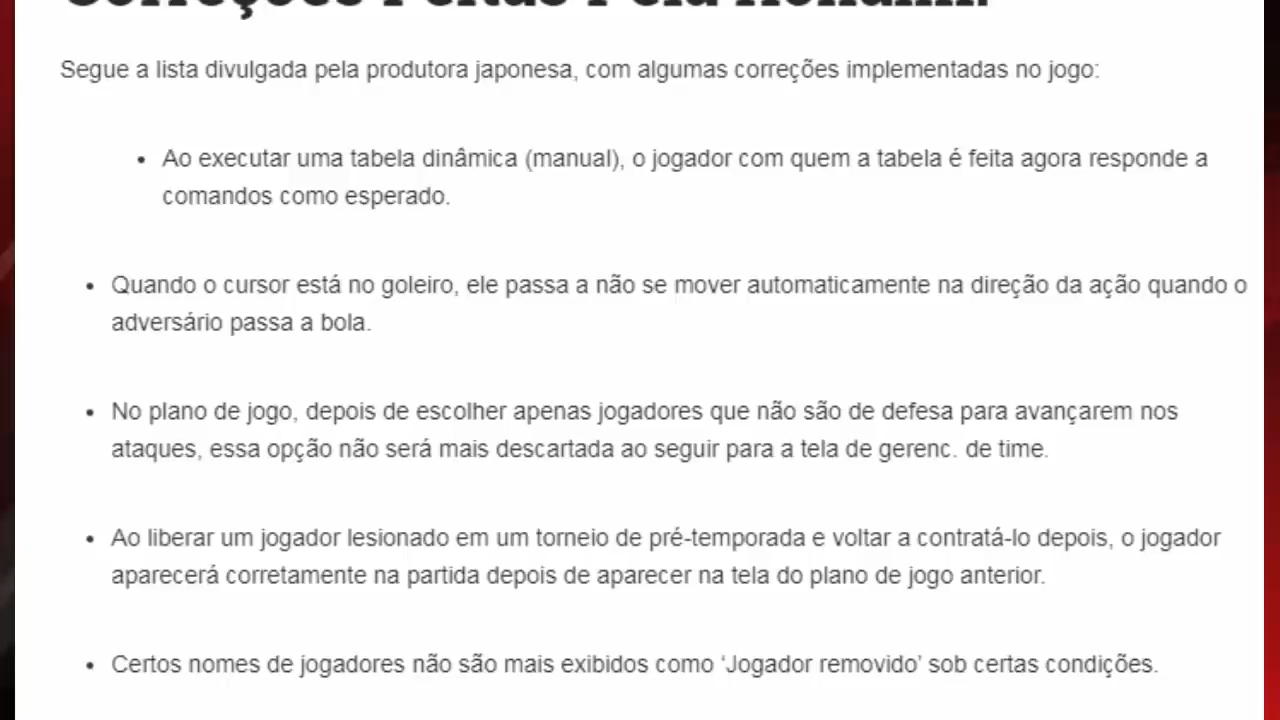 Correções Feitas Pela Konami:
Segue a lista divulgada pela produtora japonesa, com algumas correções implementadas no jogo:
• Ao executar uma tabela dinâmica (manual), o jogador com quem a tabela é feita agora responde a
comandos como esperado.
• Quando o cursor está no goleiro, ele passa a não se mover automaticamente na direção da ação quando o
adversário passa a bola.
• No plano de jogo, depois de escolher apenas jogadores que não são de defesa para avançarem nos
ataques, essa opção não será mais descartada ao seguir para a tela de gerenc. de time.
• Ao liberar um jogador lesionado em um torneio de pré-temporada e voltar a contratá-lo depois, o jogador
aparecerá corretamente na partida depois de aparecer na tela do plano de jogo anterior.
• Certos nomes de jogadores não são mais exibidos como ‘Jogador removido’ sob certas condições.